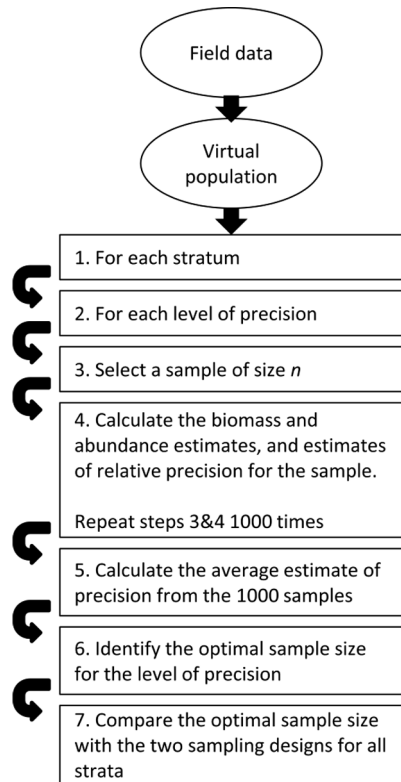 Field data
Virtual
population
1. For each stratum
2. For each level of precision
3. Select a sample of size n
4. Calculate the biomass and
abundance estimates, and estimates
of relative precision for the sample.
Repeat steps 3&4 1000 times
5. Calculate the average estimate of
precision from the 1000 samples
6. Identify the optimal sample size
for the level of precision
7. Compare the optimal sample size
with the two sampling designs for all
strata